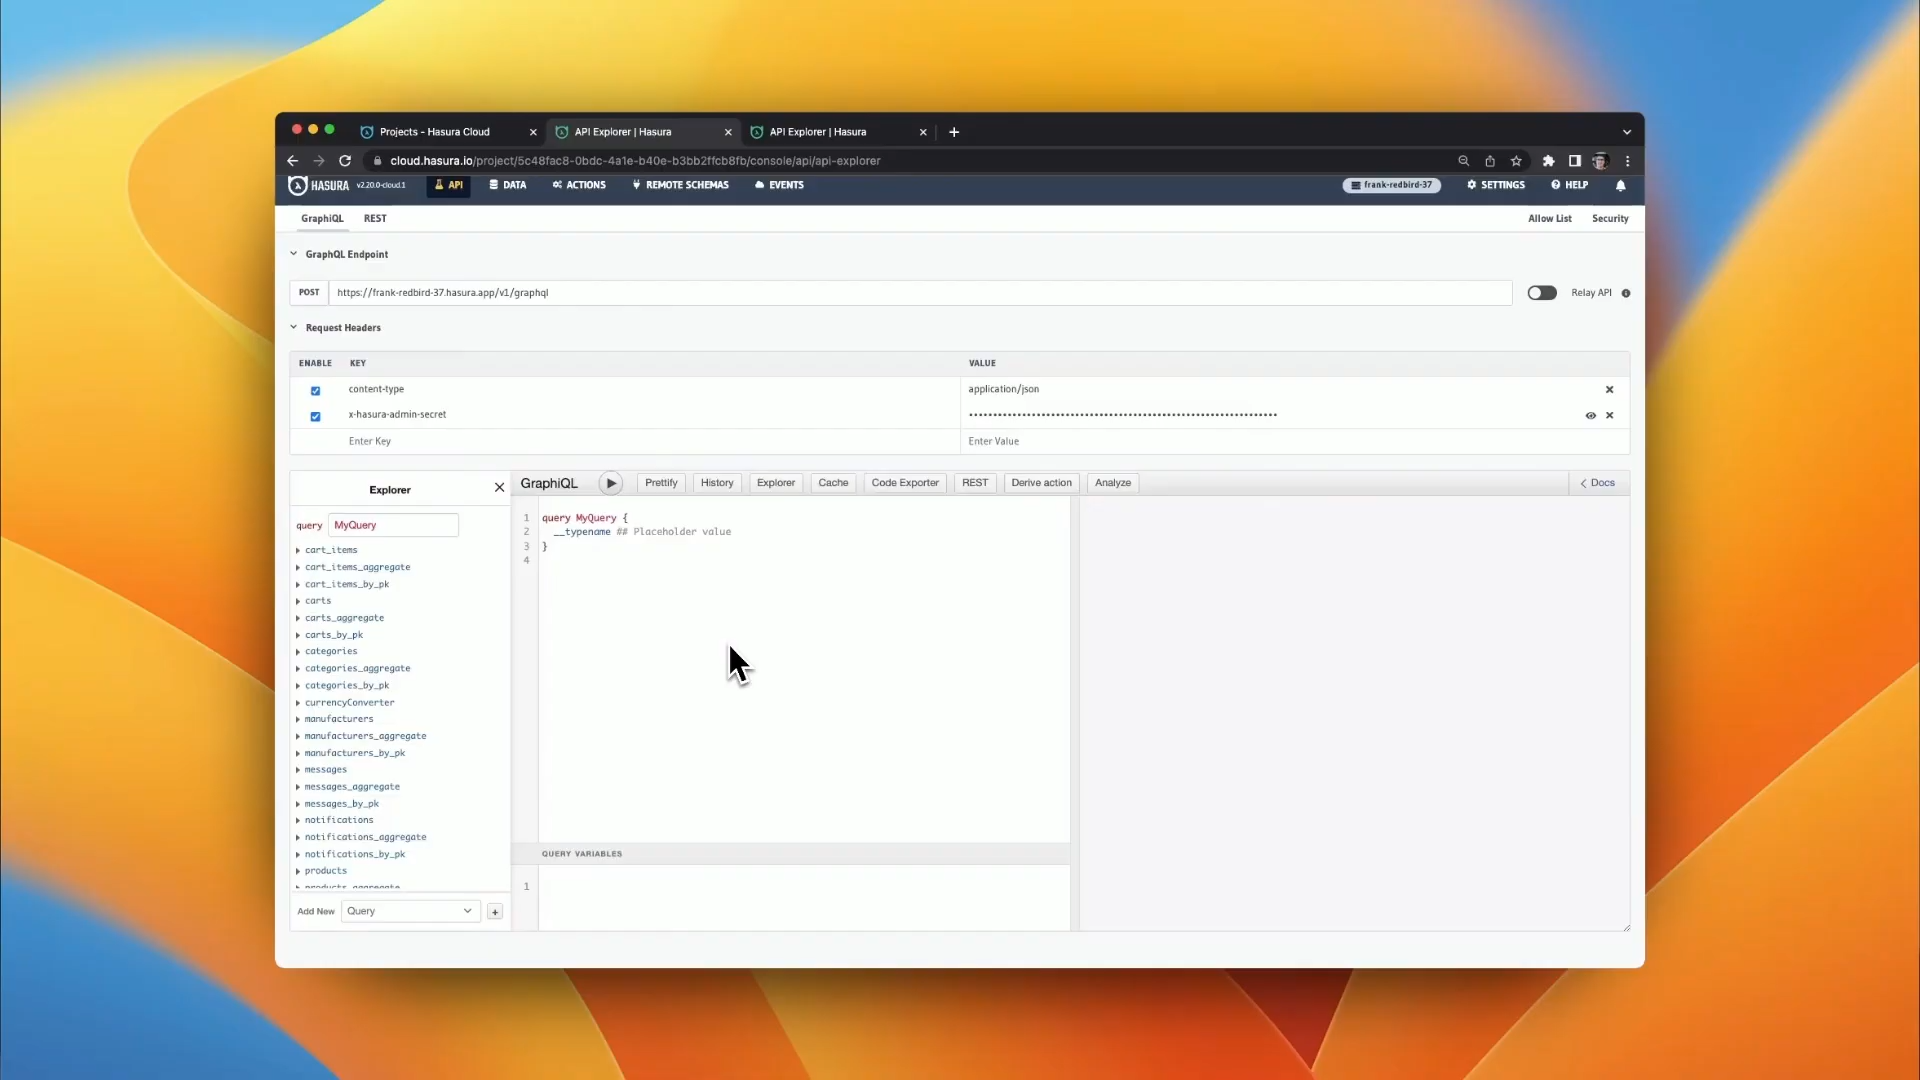 Projects - Hasura Cloud
API Explorer | Hasura
API Explorer | Hasura
cloud.hasura.io/project/5c48fac8-0bdc-4a1e-b40e-b3bb2ffcb8fb/console/api/api-explorer
HASURA v2.20.0-cloud.1 API DATA ACTIONS REMOTE SCHEMAS EVENTS frank-redbird-37 SETTINGS HELP
GraphiQL REST Allow List Security
GraphQL Endpoint
POST https://frank-redbird-37.hasura.app/v1/graphql Relay API
Request Headers
ENABLE KEY VALUE
content-type application/json
x-hasura-admin-secret ••••••••••••••••••••••••••••••••••••••••••••••••••••••••••••••••
Enter Key Enter Value
Explorer
GraphiQL Prettify History Explorer Cache Code Exporter REST Derive action Analyze < Docs
query MyQuery
cart_items
cart_items_aggregate
cart_items_by_pk
carts
carts_aggregate
carts_by_pk
categories
categories_aggregate
categories_by_pk
currencyConverter
manufacturers
manufacturers_aggregate
manufacturers_by_pk
messages
messages_aggregate
messages_by_pk
notifications
notifications_aggregate
notifications_by_pk
products
products_aggregate
Add New Query +
1 query MyQuery {
2 __typename ## Placeholder value
3 }
4
QUERY VARIABLES
1